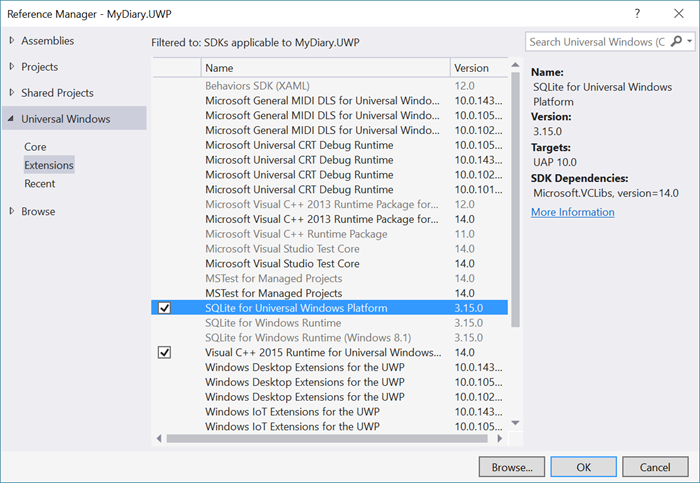 Reference Manager - MyDiary.UWP
Assemblies
Projects
Shared Projects
Universal Windows
Core
Extensions
Recent
Browse
Filtered to: SDKs applicable to MyDiary.UWP
Name Version
Behaviors SDK (XAML) 12.0
Microsoft General MIDI DLS for Universal Windo... 10.0.143...
Microsoft General MIDI DLS for Universal Windo... 10.0.105...
Microsoft General MIDI DLS for Universal Windo... 10.0.102...
Microsoft Universal CRT Debug Runtime 10.0.105...
Microsoft Universal CRT Debug Runtime 10.0.143...
Microsoft Universal CRT Debug Runtime 10.0.102...
Microsoft Universal CRT Debug Runtime 10.0.101...
Microsoft Visual C++ 2013 Runtime Package for... 12.0
Microsoft Visual C++ 2013 Runtime Package for... 14.0
Microsoft Visual C++ Runtime Package 11.0
Microsoft Visual Studio Test Core 14.0
Microsoft Visual Studio Test Core 14.0
MSTest for Managed Projects 14.0
MSTest for Managed Projects 14.0
SQLite for Universal Windows Platform 3.15.0
SQLite for Windows Runtime 3.15.0
SQLite for Windows Runtime (Windows 8.1) 3.15.0
Visual C++ 2015 Runtime for Universal Windows... 14.0
Windows Desktop Extensions for the UWP 10.0.143...
Windows Desktop Extensions for the UWP 10.0.105...
Windows Desktop Extensions for the UWP 10.0.102...
Windows IoT Extensions for the UWP 10.0.143...
Windows IoT Extensions for the UWP 10.0.105...
Search Universal Windows (C
Name:
SQLite for Universal Windows
Platform
Version:
3.15.0
Targets:
UAP 10.0
SDK Dependencies:
Microsoft.VCLibs, version=14.0
More Information
Browse... OK Cancel